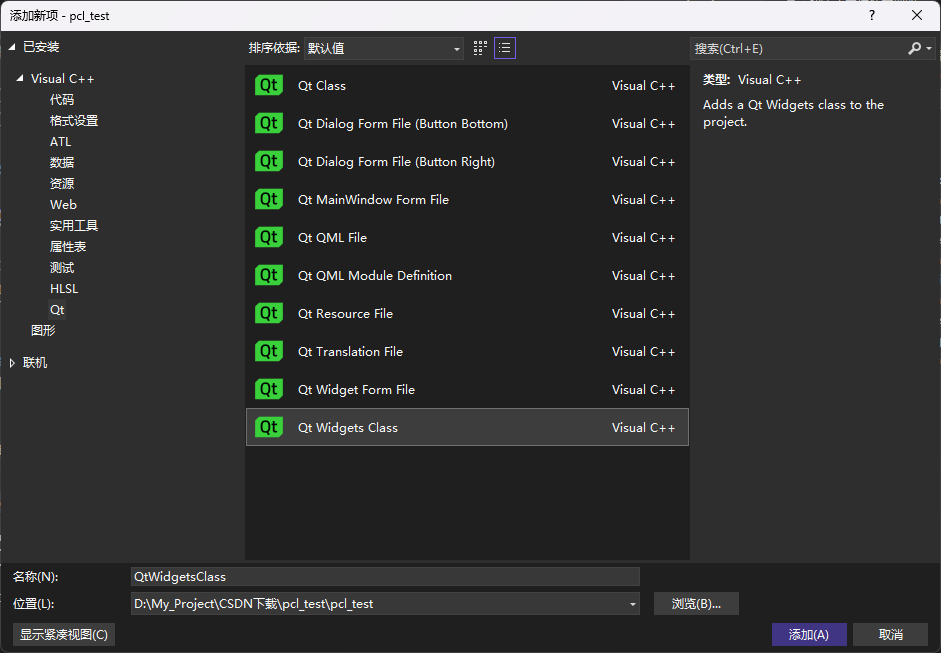 添加新项 - pcl_test
?
已安装
排序依据: 默认值
搜索(Ctrl+E)
Visual C++
代码
格式设置
ATL
数据
资源
Web
实用工具
属性表
测试
HLSL
Qt
图形
联机
Qt Qt Class Visual C++
Qt Qt Dialog Form File (Button Bottom) Visual C++
Qt Qt Dialog Form File (Button Right) Visual C++
Qt Qt MainWindow Form File Visual C++
Qt Qt QML File Visual C++
Qt Qt QML Module Definition Visual C++
Qt Qt Resource File Visual C++
Qt Qt Translation File Visual C++
Qt Qt Widget Form File Visual C++
Qt Qt Widgets Class Visual C++
类型: Visual C++
Adds a Qt Widgets class to the
project.
名称(N): QtWidgetsClass
位置(L): D:\My_Project\CSDN下载\pcl_test\pcl_test 浏览(B)...
显示紧凑视图(C) 添加(A) 取消